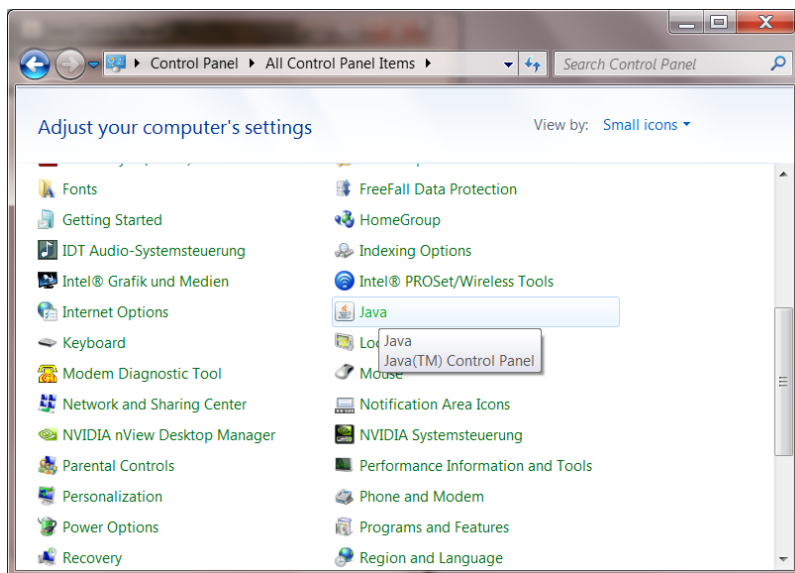 Control Panel All Control Panel Items
Search Control Panel
Adjust your computer's settings
View by: Small icons
Fonts
FreeFall Data Protection
Getting Started
HomeGroup
IDT Audio-Systemsteuerung
Indexing Options
Intel® Grafik und Medien
Intel® PROSet/Wireless Tools
Internet Options
Java
Keyboard
Java
Java(TM) Control Panel
Modem Diagnostic Tool
Mouse
Network and Sharing Center
Notification Area Icons
NVIDIA nView Desktop Manager
NVIDIA Systemsteuerung
Parental Controls
Performance Information and Tools
Personalization
Phone and Modem
Power Options
Programs and Features
Recovery
Region and Language